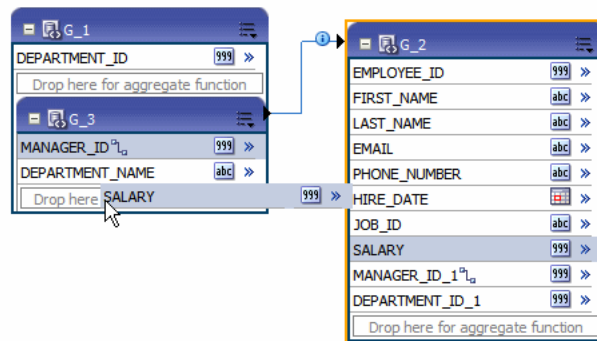 G_1
DEPARTMENT_ID 999 »
Drop here for aggregate function
G_3
MANAGER_ID 999 »
DEPARTMENT_NAME abc »
Drop here
SALARY 999 »
G_2
EMPLOYEE_ID 999 »
FIRST_NAME abc »
LAST_NAME abc »
EMAIL abc »
PHONE_NUMBER abc »
HIRE_DATE »
JOB_ID abc »
SALARY 999 »
MANAGER_ID_1 999 »
DEPARTMENT_ID_1 999 »
Drop here for aggregate function